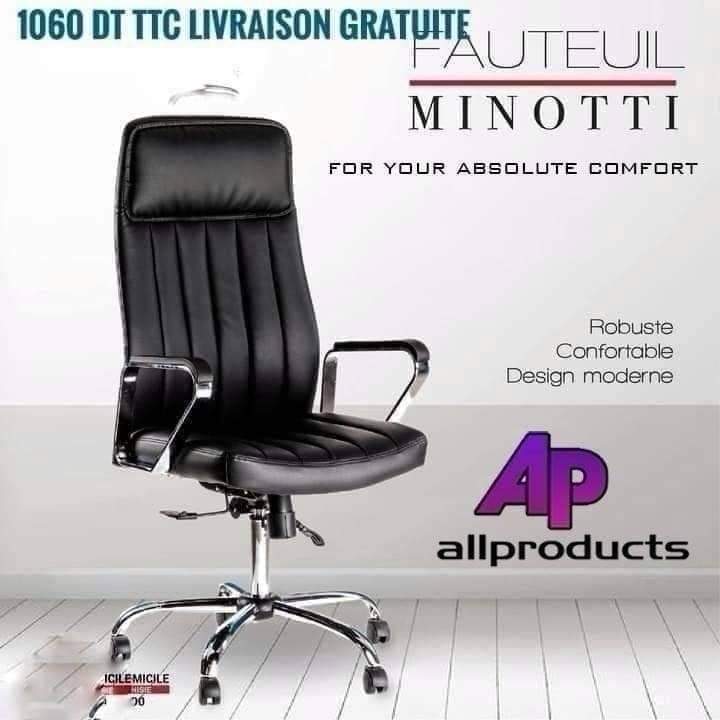 1060 DT TTC LIVRAISON GRATUITE
FAUTEUIL
MINOTTI
FOR YOUR ABSOLUTE COMFORT
Robuste
Confortable
Design moderne
AP
allproducts